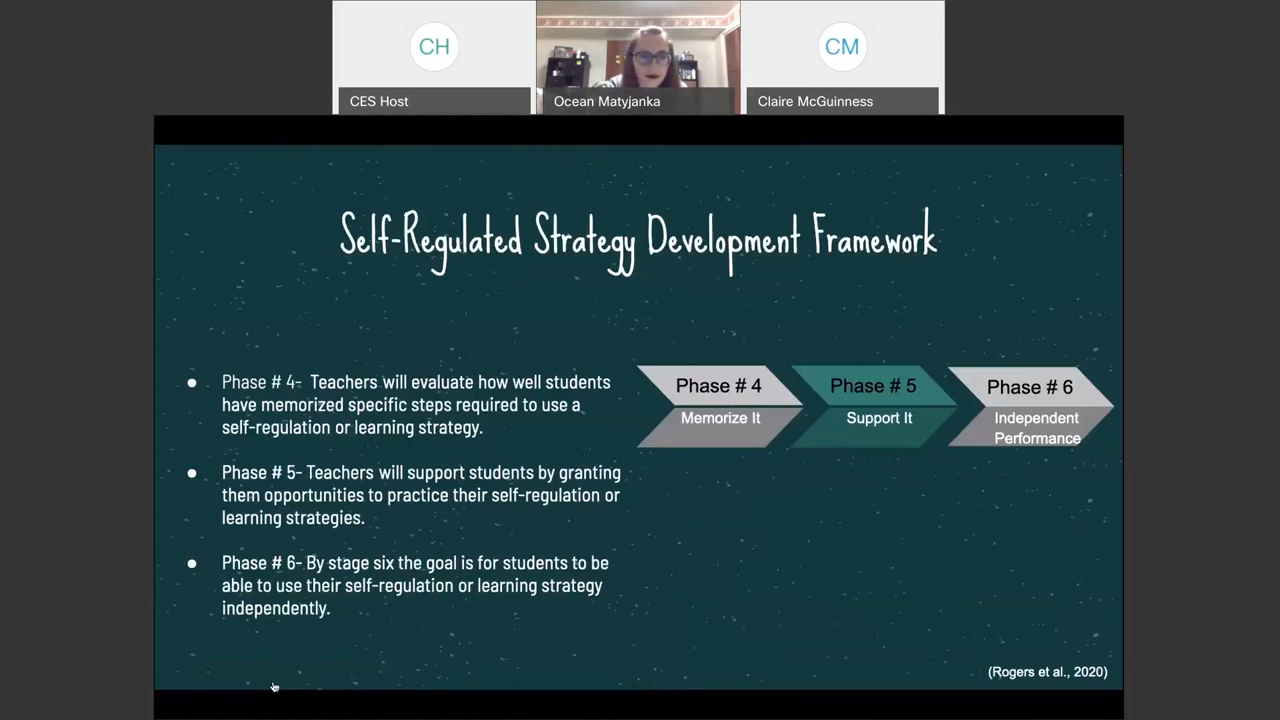 CH
CM
CES Host
Ocean Matyjanka
Claire McGuinness
Self-Regulated Strategy Development Framework
● Phase # 4- Teachers will evaluate how well students
have memorized specific steps required to use a
self-regulation or learning strategy.
● Phase # 5- Teachers will support students by granting
them opportunities to practice their self-regulation or
learning strategies.
● Phase # 6- By stage six the goal is for students to be
able to use their self-regulation or learning strategy
independently.
Phase # 4
Memorize It
Phase # 5
Support It
Phase # 6
Independent
Performance
(Rogers et al., 2020)